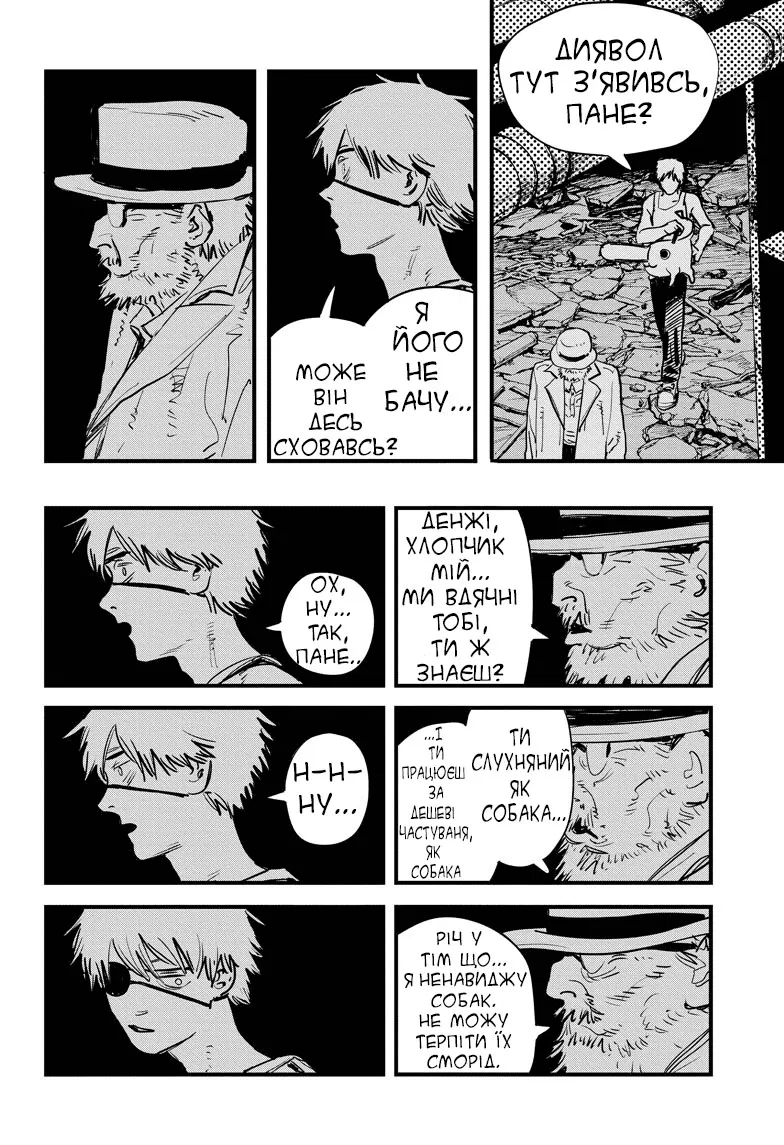 ДИЯВОЛ
ТУТ З'ЯВИВСЬ,
ПАНЕ?
Я
ЙОГО
НЕ
БАЧУ...
МОЖЕ
ВІН
ДЕСЬ
СХОВАВСЬ?
ДЕНЖІ,
ХЛОПЧИК
МІЙ...
МИ ВДЯЧНІ
ТОБІ,
ТИ Ж
ЗНАЄШ?
ОХ,
НУ...
ТАК,
ПАНЕ..
ТИ
СЛУХНЯНИЙ
ЯК
СОБАКА...
...І
ТИ
ПРАЦЮЄШ
ЗА
ДЕШЕВІ
ЧАСТУВАНЯ,
ЯК
СОБАКА
Н-Н-
НУ...
РІЧ У
ТІМ ЩО...
Я НЕНАВИДЖУ
СОБАК.
НЕ МОЖУ
ТЕРПІТИ ЇХ
СМОРІД.